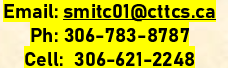 Email: smitc01@cttcs.ca
Ph: 306-783-8787
Cell:  306-621-2248